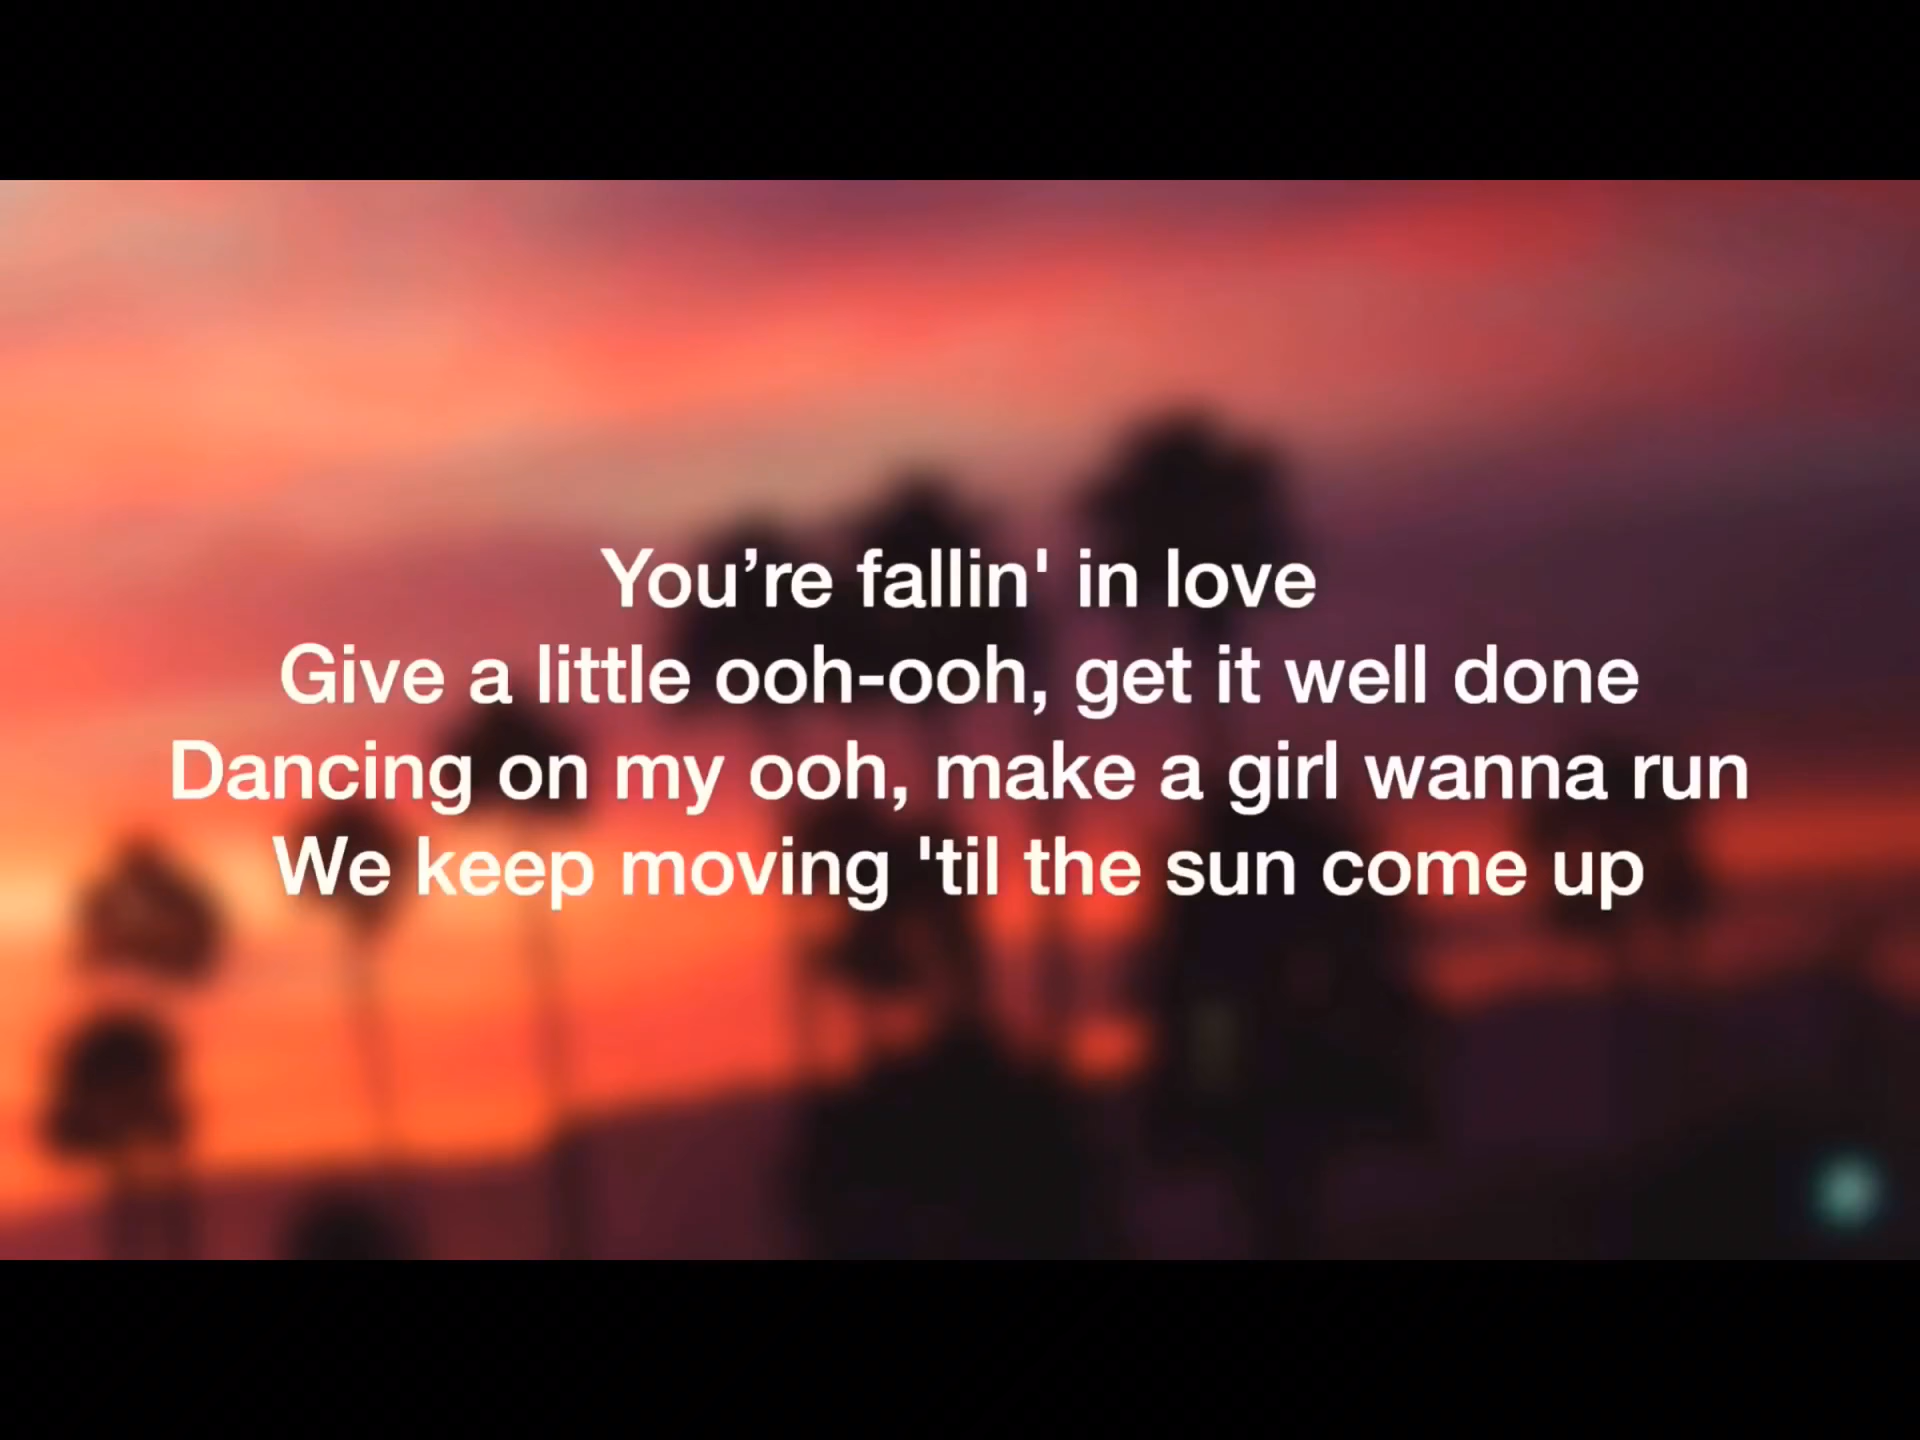 You’re fallin' in love
Give a little ooh-ooh, get it well done
Dancing on my ooh, make a girl wanna run
We keep moving 'til the sun come up